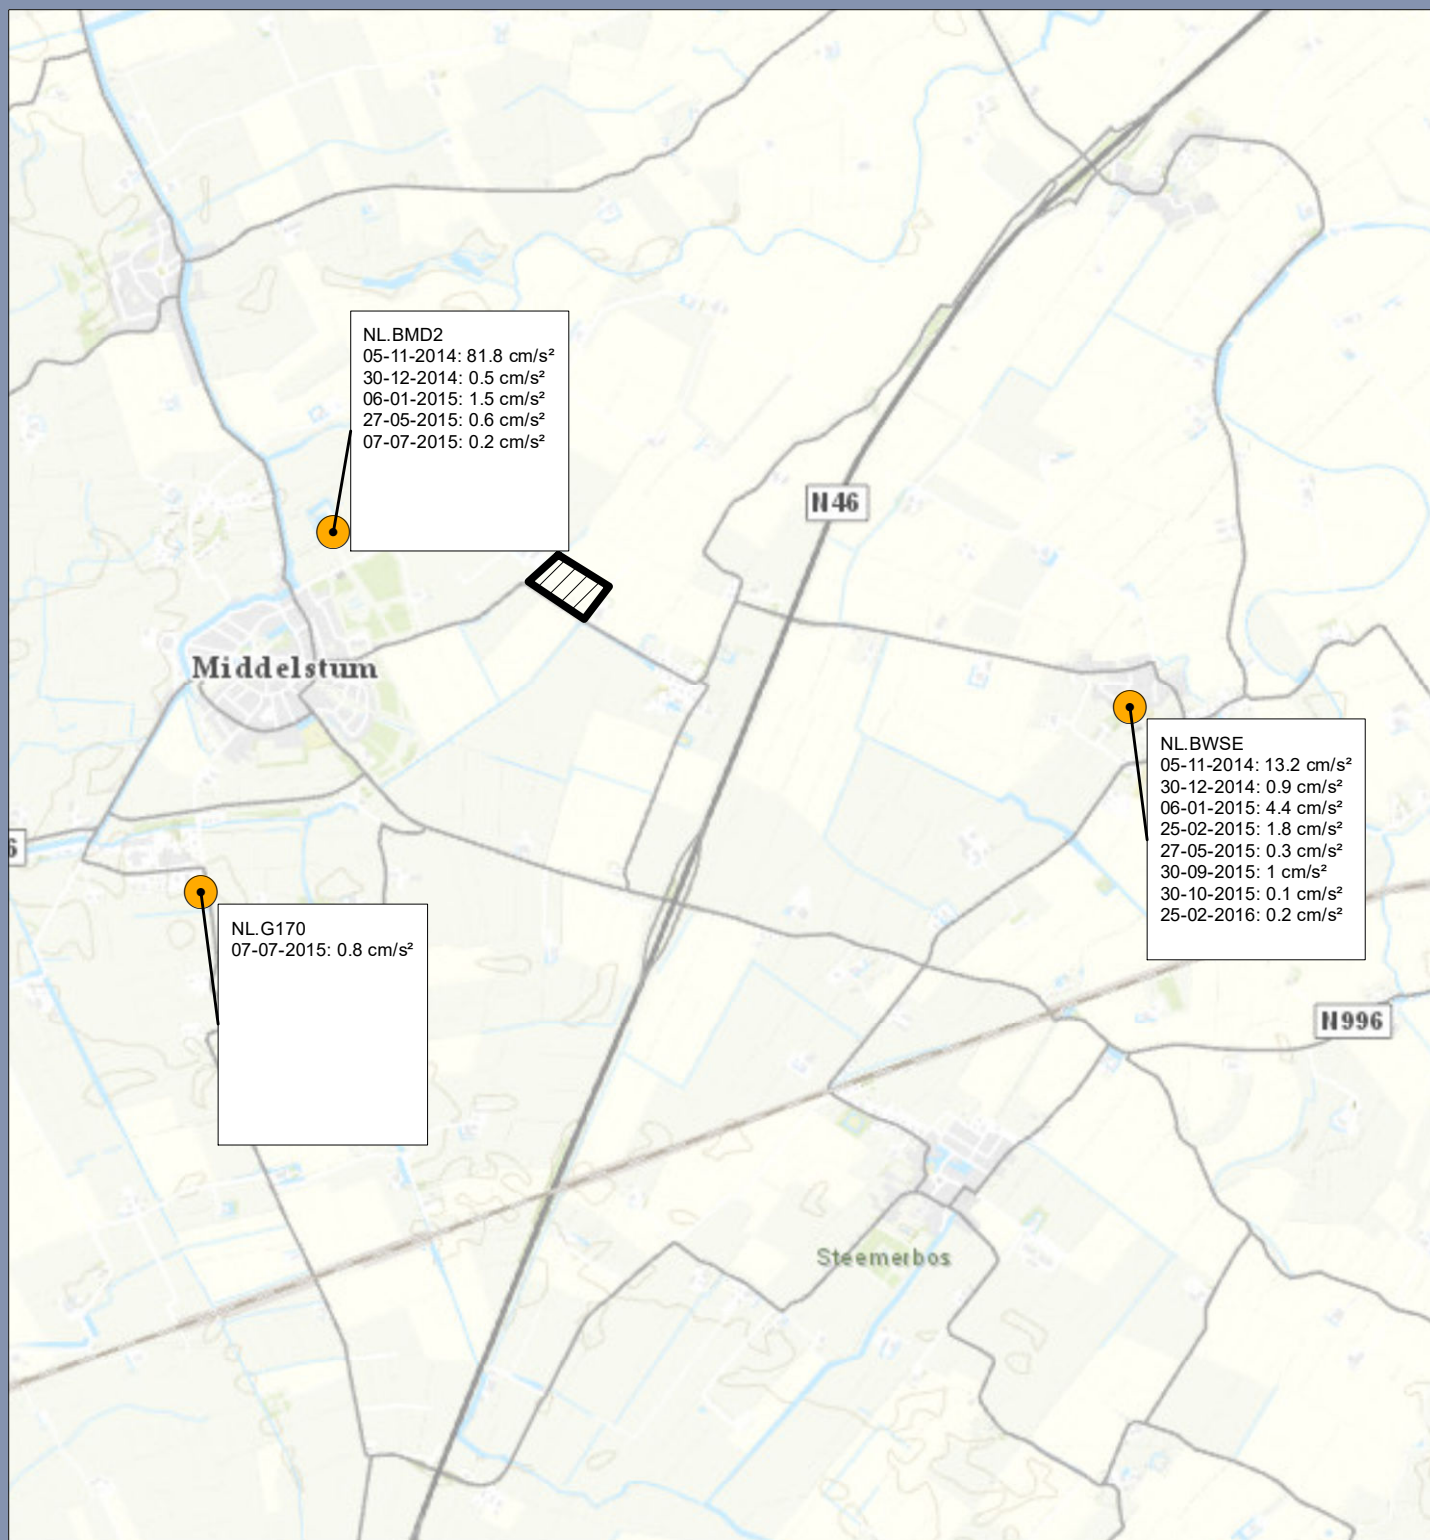 NL.BMD2
05-11-2014: 81.8 cm/s²
30-12-2014: 0.5 cm/s²
06-01-2015: 1.5 cm/s²
27-05-2015: 0.6 cm/s²
07-07-2015: 0.2 cm/s²
N46
Middelstum
NL.BWSE
05-11-2014: 13.2 cm/s²
30-12-2014: 0.9 cm/s²
06-01-2015: 4.4 cm/s²
25-02-2015: 1.8 cm/s²
27-05-2015: 0.3 cm/s²
30-09-2015: 1 cm/s²
30-10-2015: 0.1 cm/s²
25-02-2016: 0.2 cm/s²
6
NL.G170
07-07-2015: 0.8 cm/s²
N996
Steemerbos